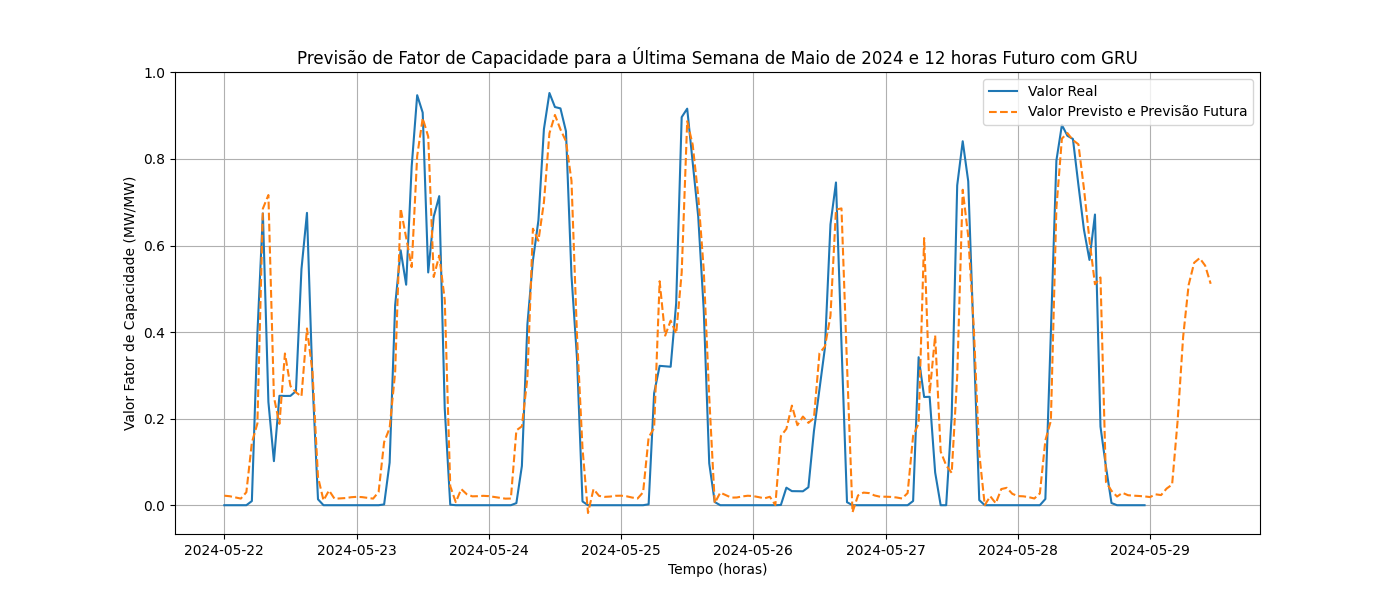 Previsão de Fator de Capacidade para a Última Semana de Maio de 2024 e 12 horas Futuro com GRU
Valor Real
Valor Previsto e Previsão Futura
Valor Fator de Capacidade (MW/MW)
1.0
0.8
0.6
0.4
0.2
0.0
2024-05-22
2024-05-23
2024-05-24
2024-05-25
2024-05-26
2024-05-27
2024-05-28
2024-05-29
Tempo (horas)